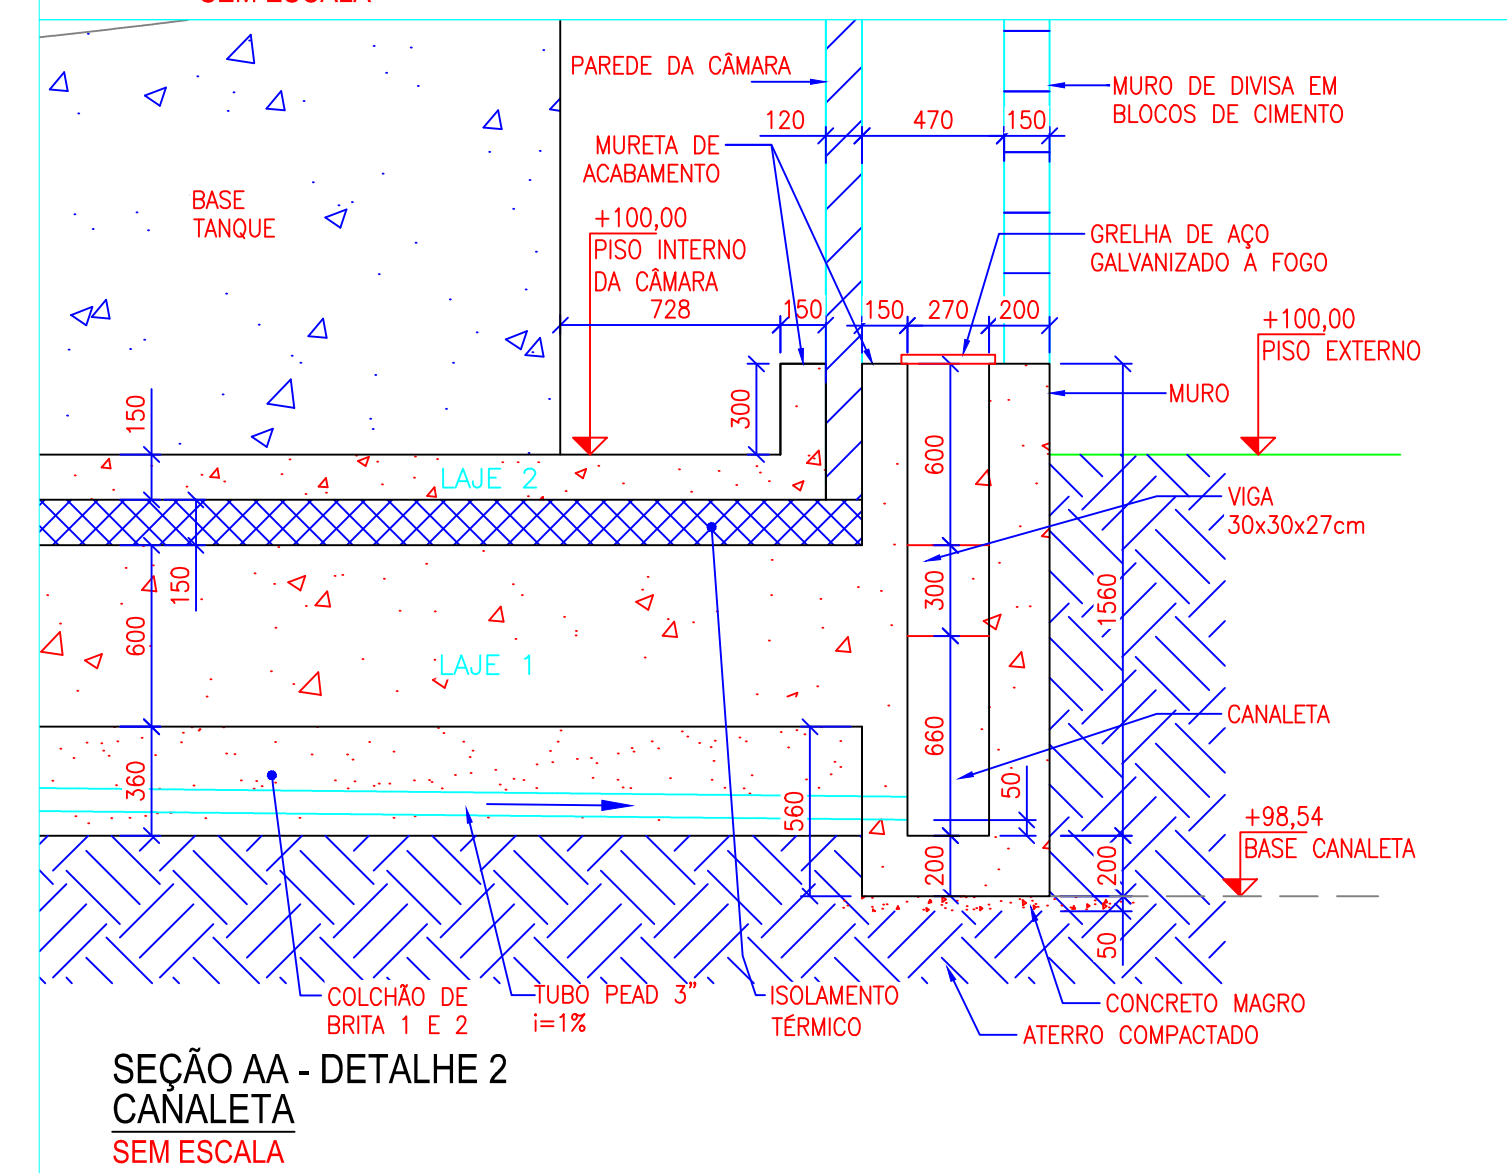 PAREDE DA CÂMARA
MURO DE DIVISA EM
BLOCOS DE CIMENTO
120
470
150
MURETA DE
ACABAMENTO
BASE
TANQUE
+100,00
PISO INTERNO
DA CÂMARA
GRELHA DE AÇO
GALVANIZADO A FOGO
728
150
150
270
200
+100,00
PISO EXTERNO
MURO
150
300
600
LAJE 2
VIGA
30x30x27cm
150
600
300
1560
LAJE 1
CANALETA
660
360
560
50
+98,54
BASE CANALETA
200
200
50
COLCHÃO DE
BRITA 1 E 2
TUBO PEAD 3"
i=1%
ISOLAMENTO
TÉRMICO
CONCRETO MAGRO
ATERRO COMPACTADO
SEÇÃO AA - DETALHE 2
CANALETA
SEM ESCALA